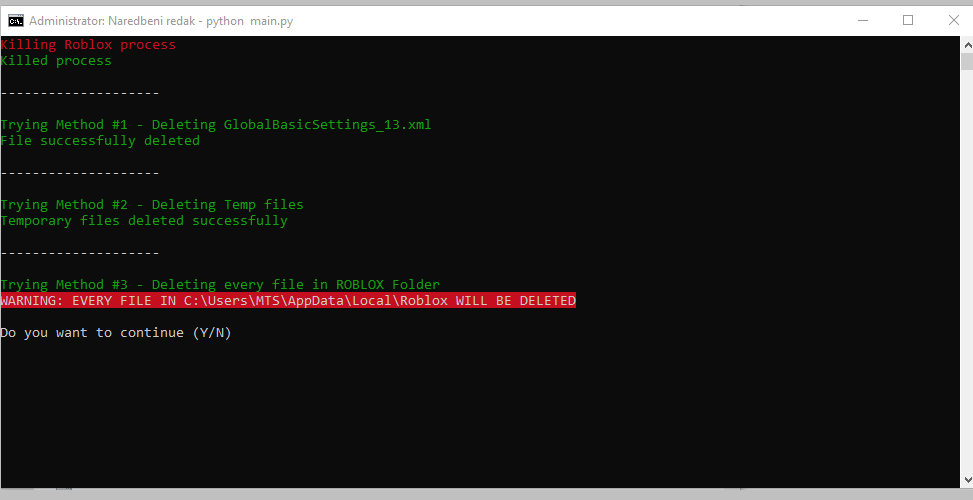 Administrator: Naredbeni redak - python  main.py
Killing Roblox process
Killed process
--------------------
Trying Method #1 - Deleting GlobalBasicSettings_13.xml
File successfully deleted
--------------------
Trying Method #2 - Deleting Temp files
Temporary files deleted successfully
--------------------
Trying Method #3 - Deleting every file in ROBLOX Folder
WARNING: EVERY FILE IN C:\Users\MTS\AppData\Local\Roblox WILL BE DELETED
Do you want to continue (Y/N)